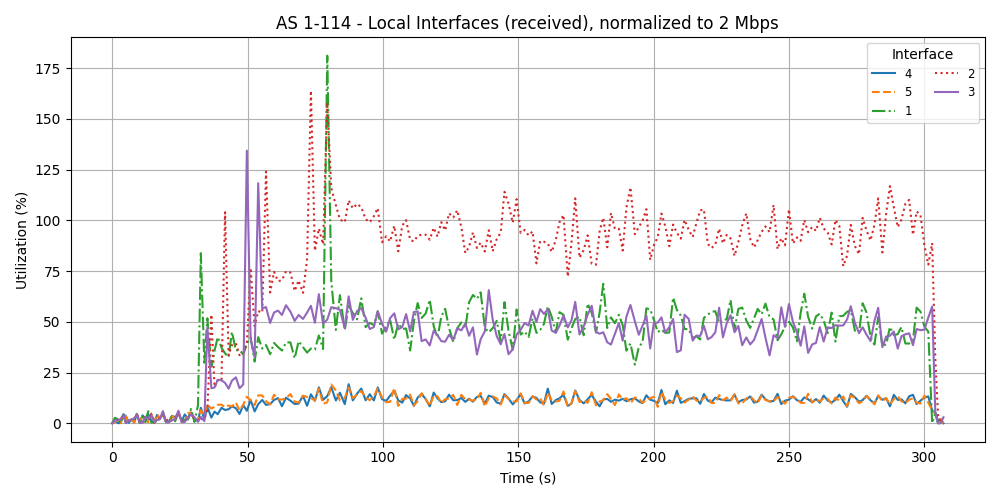 AS 1-114 - Local Interfaces (received), normalized to 2 Mbps
Interface
4
5
1
2
3
Utilization (%)
175
150
125
100
75
50
25
0
0 50 100 150 200 250 300
Time (s)